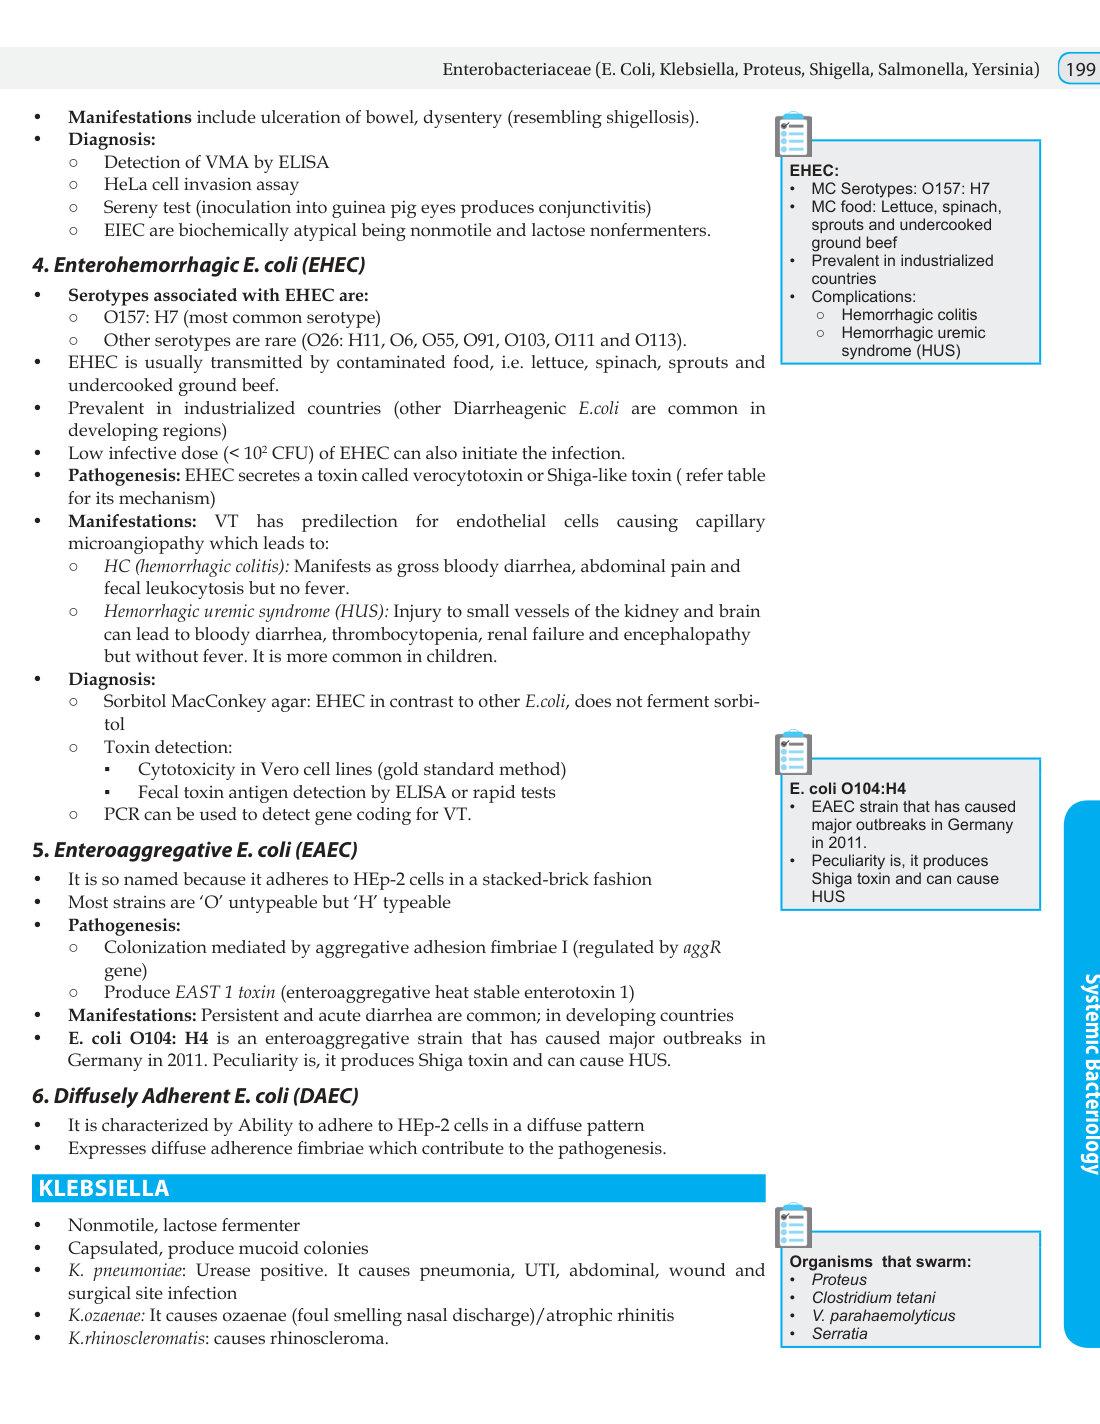 Enterobacteriaceae (E. Coli, Klebsiella, Proteus, Shigella, Salmonella, Yersinia) 199
• Manifestations include ulceration of bowel, dysentery (resembling shigellosis).
• Diagnosis:
○ Detection of VMA by ELISA
○ HeLa cell invasion assay
○ Sereny test (inoculation into guinea pig eyes produces conjunctivitis)
○ EIEC are biochemically atypical being nonmotile and lactose nonfermenters.
4. Enterohemorrhagic E. coli (EHEC)
• Serotypes associated with EHEC are:
○ O157: H7 (most common serotype)
○ Other serotypes are rare (O26: H11, O6, O55, O91, O103, O111 and O113).
• EHEC is usually transmitted by contaminated food, i.e. lettuce, spinach, sprouts and
undercooked ground beef.
• Prevalent in industrialized countries (other Diarrheagenic E.coli are common in
developing regions)
• Low infective dose (< 10² CFU) of EHEC can also initiate the infection.
• Pathogenesis: EHEC secretes a toxin called verocytotoxin or Shiga-like toxin ( refer table
for its mechanism)
• Manifestations: VT has predilection for endothelial cells causing capillary
microangiopathy which leads to:
○ HC (hemorrhagic colitis): Manifests as gross bloody diarrhea, abdominal pain and
fecal leukocytosis but no fever.
○ Hemorrhagic uremic syndrome (HUS): Injury to small vessels of the kidney and brain
can lead to bloody diarrhea, thrombocytopenia, renal failure and encephalopathy
but without fever. It is more common in children.
• Diagnosis:
○ Sorbitol MacConkey agar: EHEC in contrast to other E.coli, does not ferment sorbi-
tol
○ Toxin detection:
▪ Cytotoxicity in Vero cell lines (gold standard method)
▪ Fecal toxin antigen detection by ELISA or rapid tests
○ PCR can be used to detect gene coding for VT.
5. Enteroaggregative E. coli (EAEC)
• It is so named because it adheres to HEp-2 cells in a stacked-brick fashion
• Most strains are ‘O’ untypeable but ‘H’ typeable
• Pathogenesis:
○ Colonization mediated by aggregative adhesion fimbriae I (regulated by aggR
gene)
○ Produce EAST 1 toxin (enteroaggregative heat stable enterotoxin 1)
• Manifestations: Persistent and acute diarrhea are common; in developing countries
• E. coli O104: H4 is an enteroaggregative strain that has caused major outbreaks in
Germany in 2011. Peculiarity is, it produces Shiga toxin and can cause HUS.
6. Diffusely Adherent E. coli (DAEC)
• It is characterized by Ability to adhere to HEp-2 cells in a diffuse pattern
• Expresses diffuse adherence fimbriae which contribute to the pathogenesis.
KLEBSIELLA
• Nonmotile, lactose fermenter
• Capsulated, produce mucoid colonies
• K. pneumoniae: Urease positive. It causes pneumonia, UTI, abdominal, wound and
surgical site infection
• K.ozaenae: It causes ozaenae (foul smelling nasal discharge)/atrophic rhinitis
• K.rhinoscleromatis: causes rhinoscleroma.
EHEC:
• MC Serotypes: O157: H7
• MC food: Lettuce, spinach,
sprouts and undercooked
ground beef
• Prevalent in industrialized
countries
• Complications:
○ Hemorrhagic colitis
○ Hemorrhagic uremic
syndrome (HUS)
E. coli O104:H4
• EAEC strain that has caused
major outbreaks in Germany
in 2011.
• Peculiarity is, it produces
Shiga toxin and can cause
HUS
Organisms that swarm:
• Proteus
• Clostridium tetani
• V. parahaemolyticus
• Serratia
Systemic Bacteriology